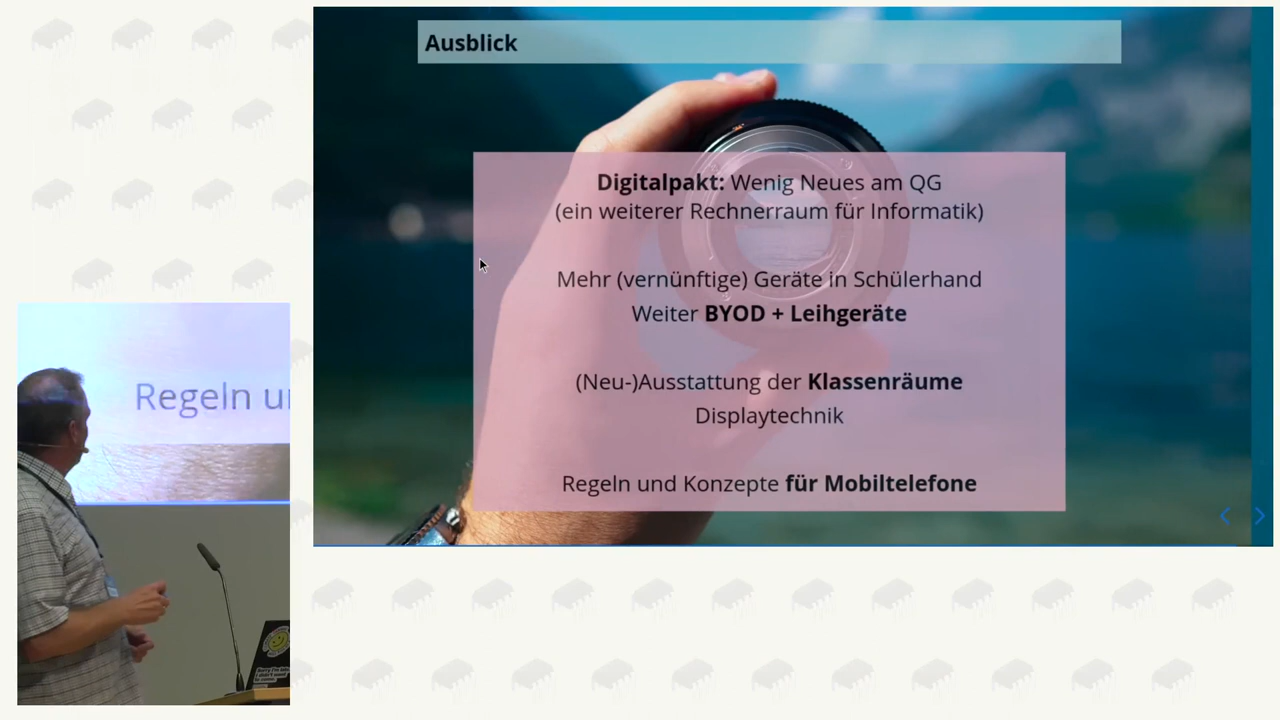 Ausblick
Digitalpakt: Wenig Neues am QG
(ein weiterer Rechnerraum für Informatik)
Mehr (vernünftige) Geräte in Schülerhand
Weiter BYOD + Leihgeräte
(Neu-)Ausstattung der Klassenräume
Displaytechnik
Regeln und Konzepte für Mobiltelefone
Regeln u